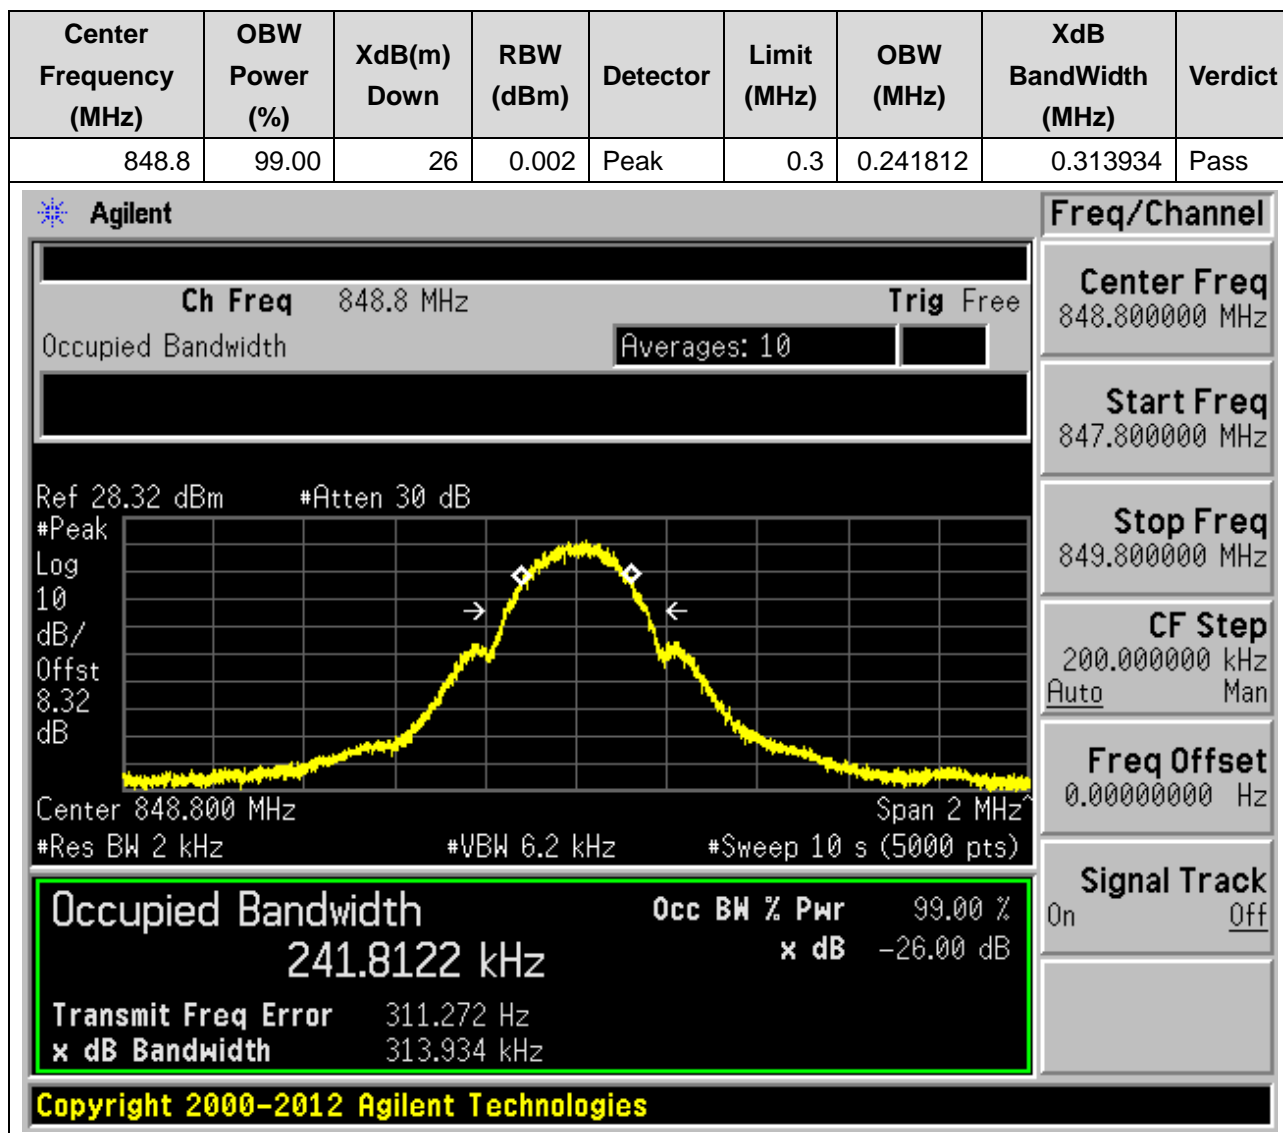 Center Frequency (MHz) OBW Power (%) XdB(m) Down RBW (dBm) Detector Limit (MHz) OBW (MHz) XdB BandWidth (MHz) Verdict
848.8 99.00 26 0.002 Peak 0.3 0.241812 0.313934 Pass
Agilent
Freq/Channel
Ch Freq 848.8 MHz Trig Free
Occupied Bandwidth Averages: 10
Center Freq
848.800000 MHz
Start Freq
847.800000 MHz
Ref 28.32 dBm #Atten 30 dB
#Peak
Log
10
dB/
Offst
8.32
dB
Stop Freq
849.800000 MHz
CF Step
200.000000 kHz
Auto Man
Freq Offset
0.00000000 Hz
Center 848.800 MHz Span 2 MHz^
#Res BW 2 kHz #VBW 6.2 kHz #Sweep 10 s (5000 pts)
Signal Track
On Off
Occupied Bandwidth Occ BW % Pwr 99.00 %
241.8122 kHz x dB -26.00 dB
Transmit Freq Error 311.272 Hz
x dB Bandwidth 313.934 kHz
Copyright 2000-2012 Agilent Technologies